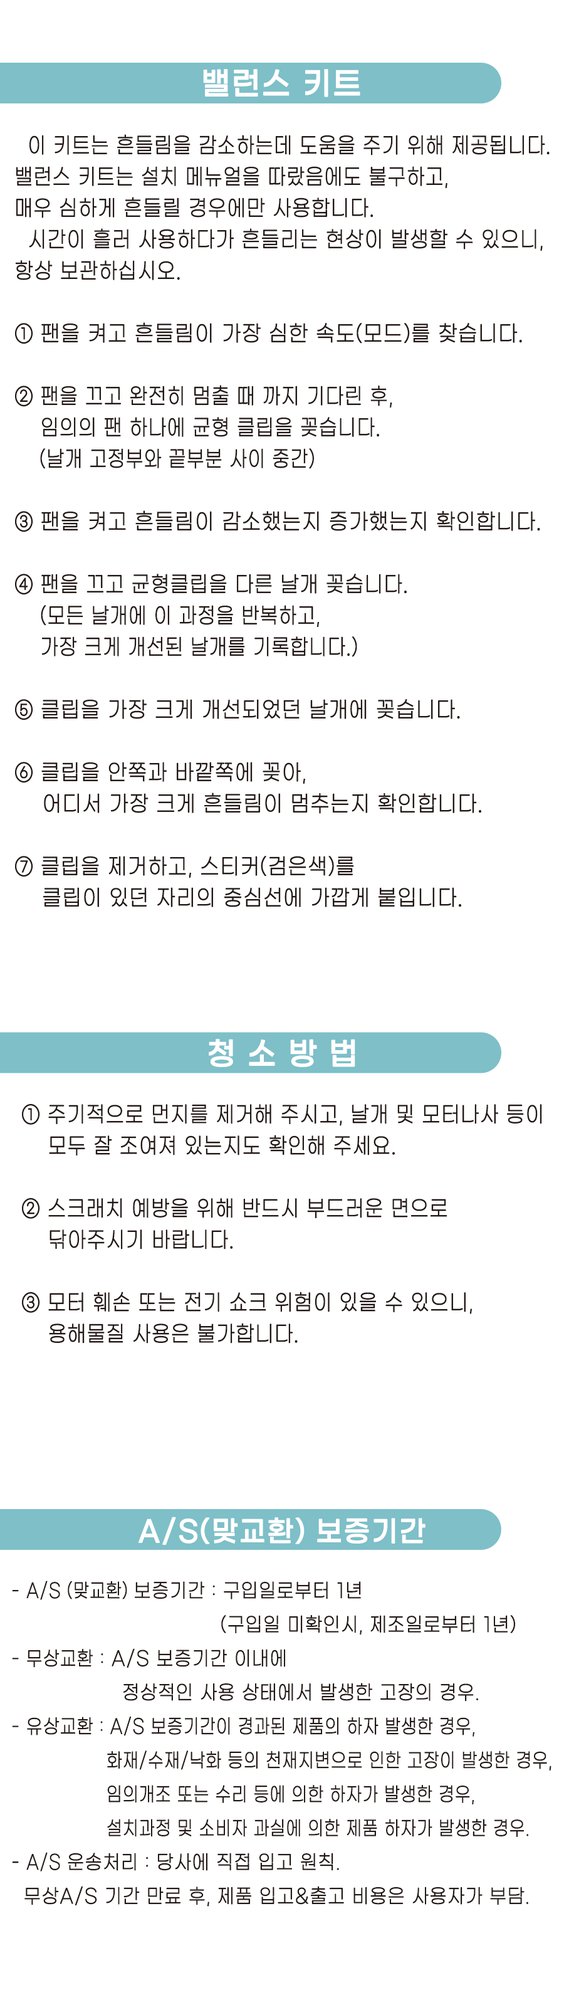 밸런스 키트
이 키트는 흔들림을 감소하는데 도움을 주기 위해 제공됩니다.
밸런스 키트는 설치 메뉴얼을 따랐음에도 불구하고,
매우 심하게 흔들릴 경우에만 사용합니다.
시간이 흘러 사용하다가 흔들리는 현상이 발생할 수 있으니,
항상 보관하십시오.
① 팬을 켜고 흔들림이 가장 심한 속도(모드)를 찾습니다.
② 팬을 끄고 완전히 멈출 때 까지 기다린 후,
임의의 팬 하나에 균형 클립을 꽂습니다.
(날개 고정부와 끝부분 사이 중간)
③ 팬을 켜고 흔들림이 감소했는지 증가했는지 확인합니다.
④ 팬을 끄고 균형클립을 다른 날개 꽂습니다.
(모든 날개에 이 과정을 반복하고,
가장 크게 개선된 날개를 기록합니다.)
⑤ 클립을 가장 크게 개선되었던 날개에 꽂습니다.
⑥ 클립을 안쪽과 바깥쪽에 꽂아,
어디서 가장 크게 흔들림이 멈추는지 확인합니다.
⑦ 클립을 제거하고, 스티커(검은색)를
클립이 있던 자리의 중심선에 가깝게 붙입니다.
청 소 방 법
① 주기적으로 먼지를 제거해 주시고, 날개 및 모터나사 등이
모두 잘 조여져 있는지도 확인해 주세요.
② 스크래치 예방을 위해 반드시 부드러운 면으로
닦아주시기 바랍니다.
③ 모터 훼손 또는 전기 쇼크 위험이 있을 수 있으니,
용해물질 사용은 불가합니다.
A/S(맞교환) 보증기간
- A/S (맞교환) 보증기간 : 구입일로부터 1년
(구입일 미확인시, 제조일로부터 1년)
- 무상교환 : A/S 보증기간 이내에
정상적인 사용 상태에서 발생한 고장의 경우.
- 유상교환 : A/S 보증기간이 경과된 제품의 하자 발생한 경우,
화재/수재/낙화 등의 천재지변으로 인한 고장이 발생한 경우,
임의개조 또는 수리 등에 의한 하자가 발생한 경우,
설치과정 및 소비자 과실에 의한 제품 하자가 발생한 경우.
- A/S 운송처리 : 당사에 직접 입고 원칙.
무상A/S 기간 만료 후, 제품 입고&출고 비용은 사용자가 부담.